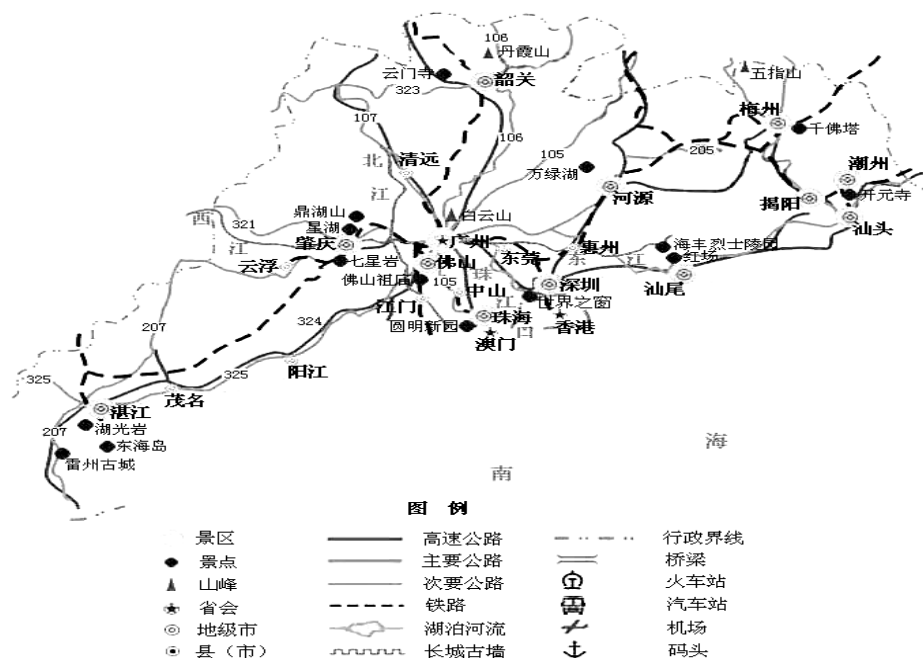 106
丹霞山
五指山
云门寺
韶关
323
107
106
梅州
千佛塔
北
江
清远
105
万绿湖
205
潮州
开元寺
河源
揭阳
汕头
西
江
321
鼎湖山
星湖
肇庆
白云山
广州
云浮
七星岩
佛山
佛山祖庙
105
东莞
惠州
东
江
海丰烈士陵园
红场
汕尾
珠
江
口
中山
深圳
世界之窗
江门
圆明新园
珠海
澳门
香港
207
324
阳江
325
325
茂名
湛江
207
湖光岩
东海岛
雷州古城
南
海
图 例
景区
高速公路
行政界线
景点
主要公路
桥梁
山峰
次要公路
火车站
省会
铁路
汽车站
地级市
湖泊河流
机场
县（市）
长城古墙
码头